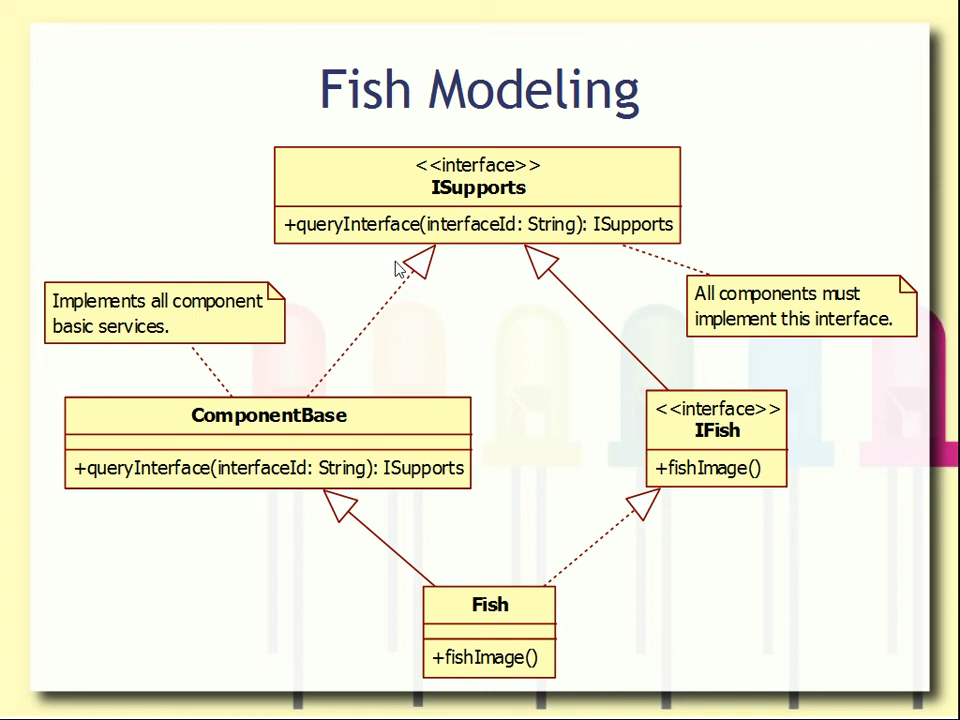 Fish Modeling
<<interface>>
ISupports
+queryInterface(interfaceId: String): ISupports
Implements all component
basic services.
All components must
implement this interface.
ComponentBase
+queryInterface(interfaceId: String): ISupports
<<interface>>
IFish
+fishImage()
Fish
+fishImage()